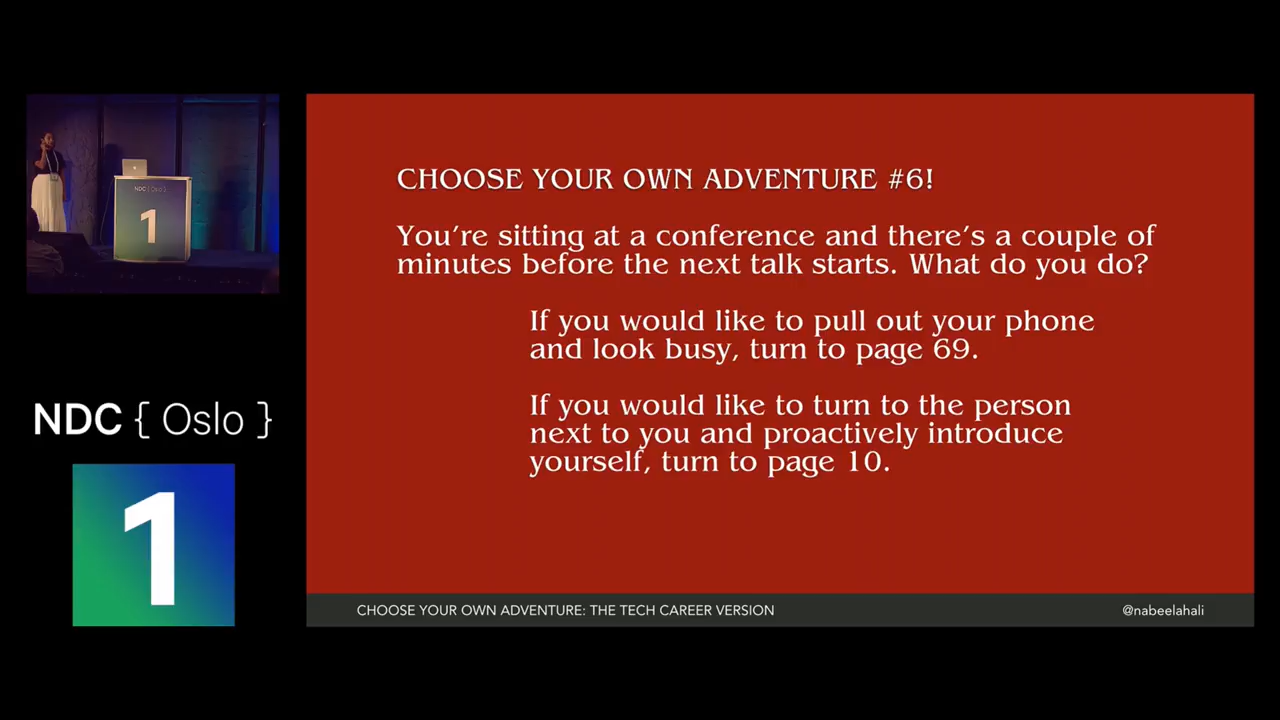 CHOOSE YOUR OWN ADVENTURE #6!
You're sitting at a conference and there's a couple of
minutes before the next talk starts. What do you do?
If you would like to pull out your phone
and look busy, turn to page 69.
If you would like to turn to the person
next to you and proactively introduce
yourself, turn to page 10.
CHOOSE YOUR OWN ADVENTURE: THE TECH CAREER VERSION
@nabeelahali
NDC { Oslo }
1
NDC { Oslo }
1